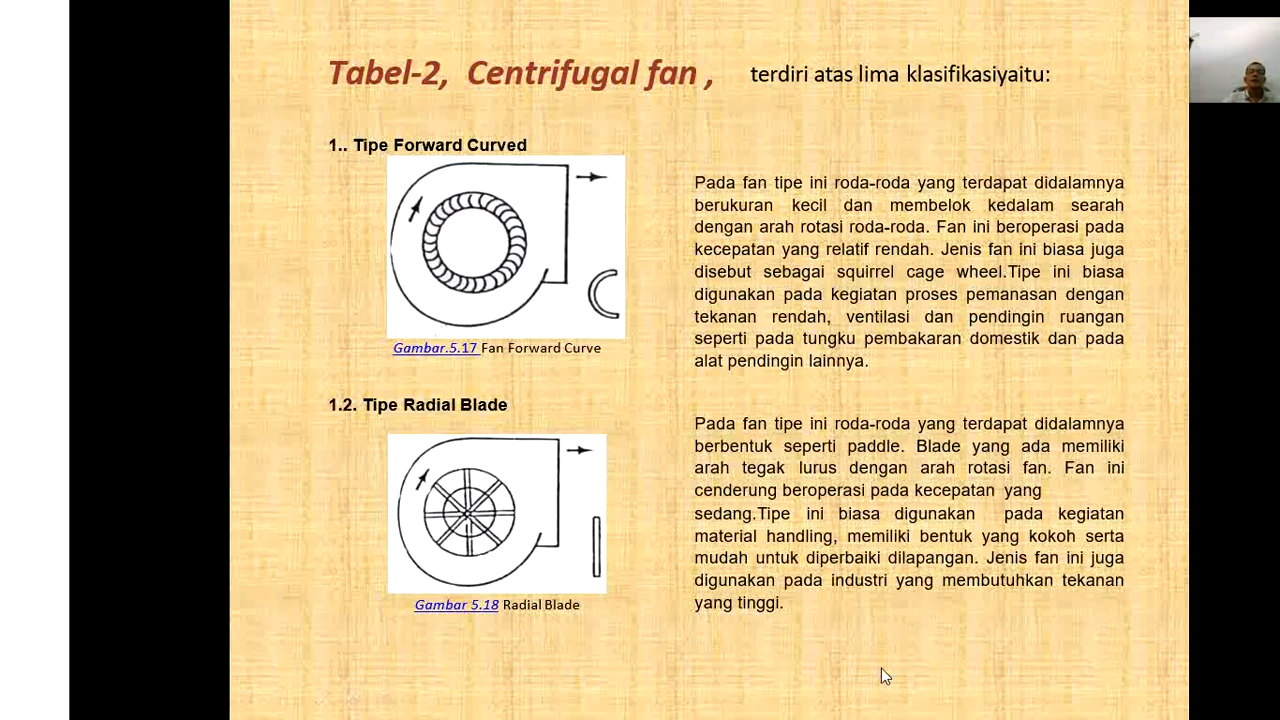 Tabel-2, Centrifugal fan , terdiri atas lima klasifikasiyaitu:
1.. Tipe Forward Curved
Pada fan tipe ini roda-roda yang terdapat didalamnya
berukuran kecil dan membelok kedalam searah
dengan arah rotasi roda-roda. Fan ini beroperasi pada
kecepatan yang relatif rendah. Jenis fan ini biasa juga
disebut sebagai squirrel cage wheel.Tipe ini biasa
digunakan pada kegiatan proses pemanasan dengan
tekanan rendah, ventilasi dan pendingin ruangan
seperti pada tungku pembakaran domestik dan pada
alat pendingin lainnya.
Gambar.5.17 Fan Forward Curve
1.2. Tipe Radial Blade
Pada fan tipe ini roda-roda yang terdapat didalamnya
berbentuk seperti paddle. Blade yang ada memiliki
arah tegak lurus dengan arah rotasi fan. Fan ini
cenderung beroperasi pada kecepatan yang
sedang.Tipe ini biasa digunakan pada kegiatan
material handling, memiliki bentuk yang kokoh serta
mudah untuk diperbaiki dilapangan. Jenis fan ini juga
digunakan pada industri yang membutuhkan tekanan
yang tinggi.
Gambar 5.18 Radial Blade